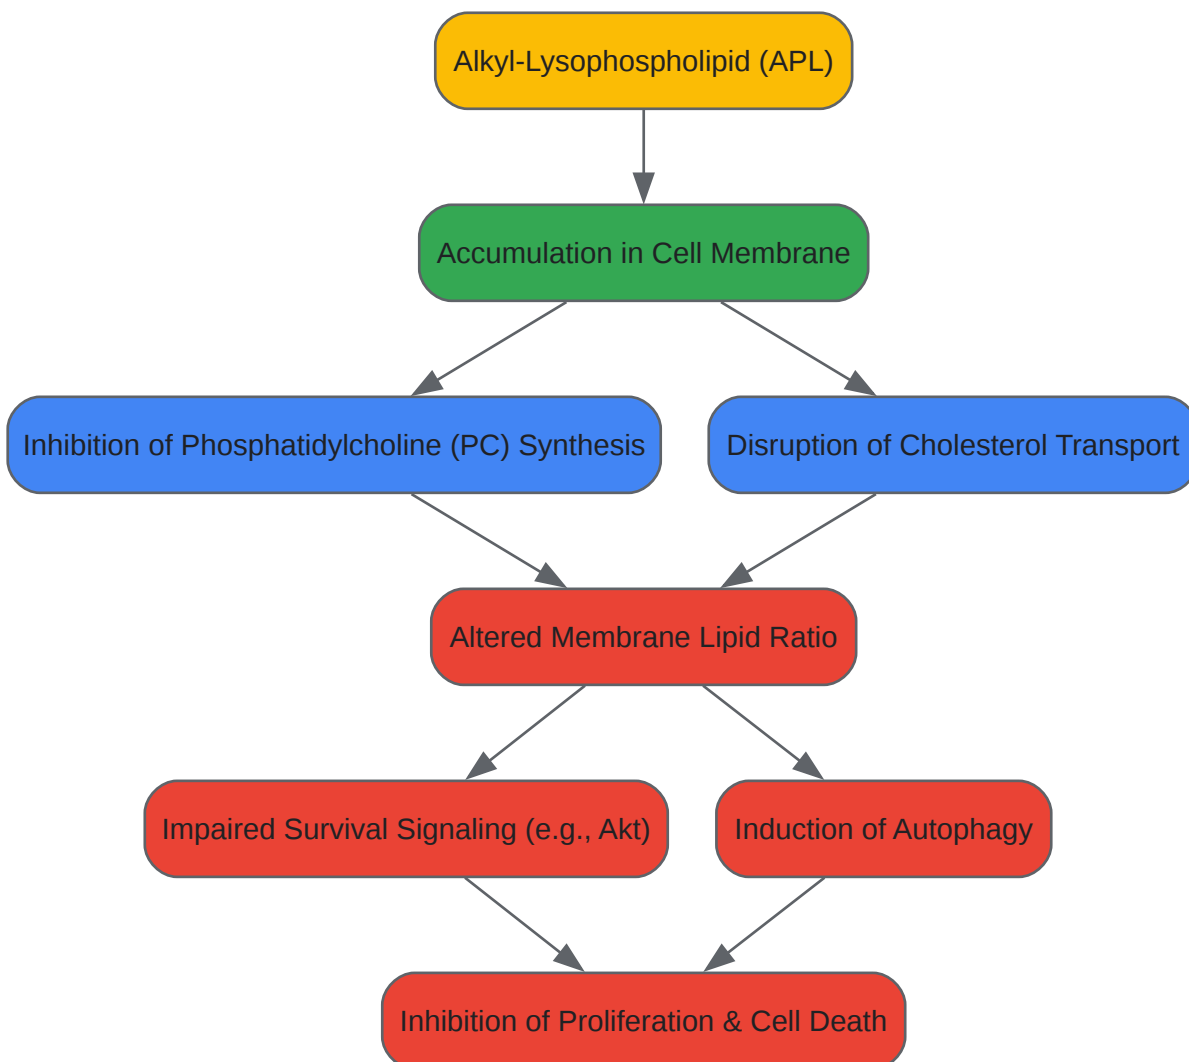 Alkyl-Lysophospholipid (APL)
Accumulation in Cell Membrane
Inhibition of Phosphatidylcholine (PC) Synthesis
Disruption of Cholesterol Transport
Altered Membrane Lipid Ratio
Impaired Survival Signaling (e.g., Akt)
Induction of Autophagy
Inhibition of Proliferation & Cell Death